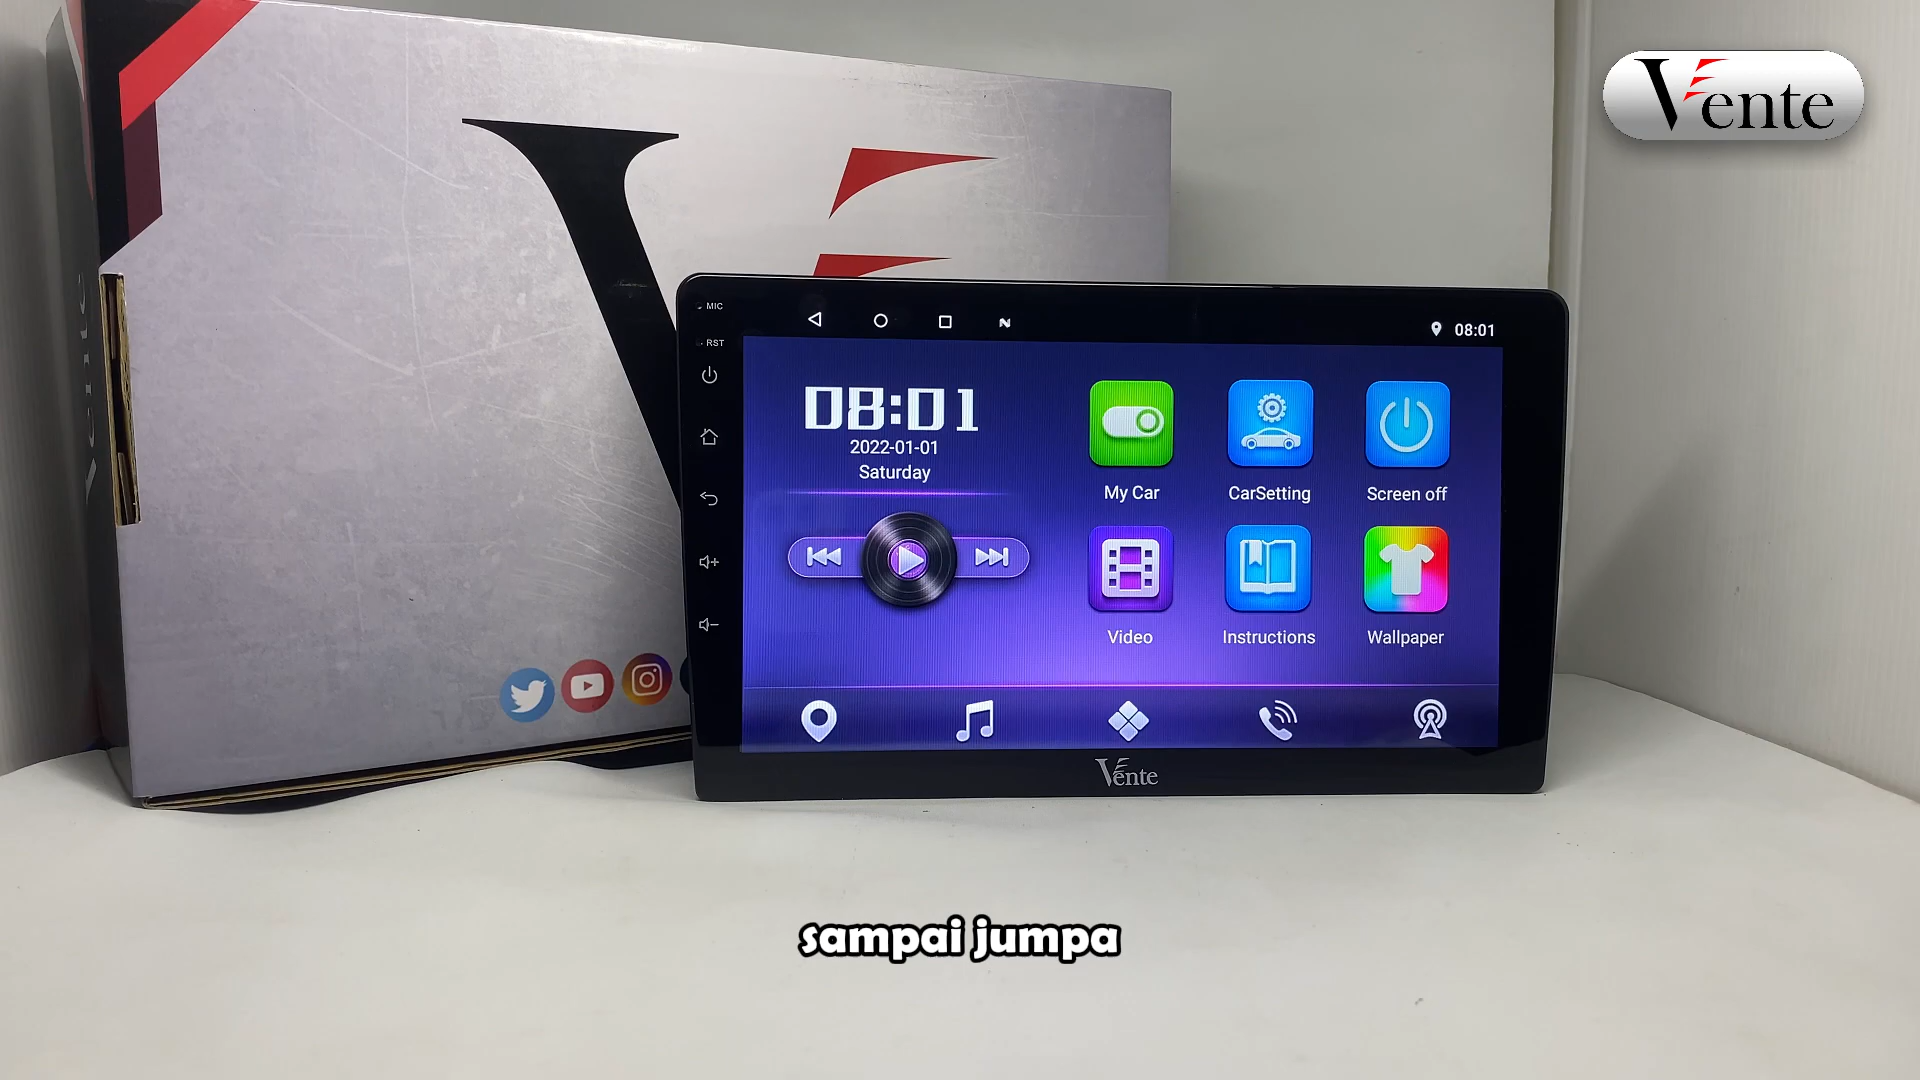 Vente
MIC
RST
08:01
08:01
2022-01-01
Saturday
My Car
CarSetting
Screen off
Video
Instructions
Wallpaper
Vente
sampai jumpa